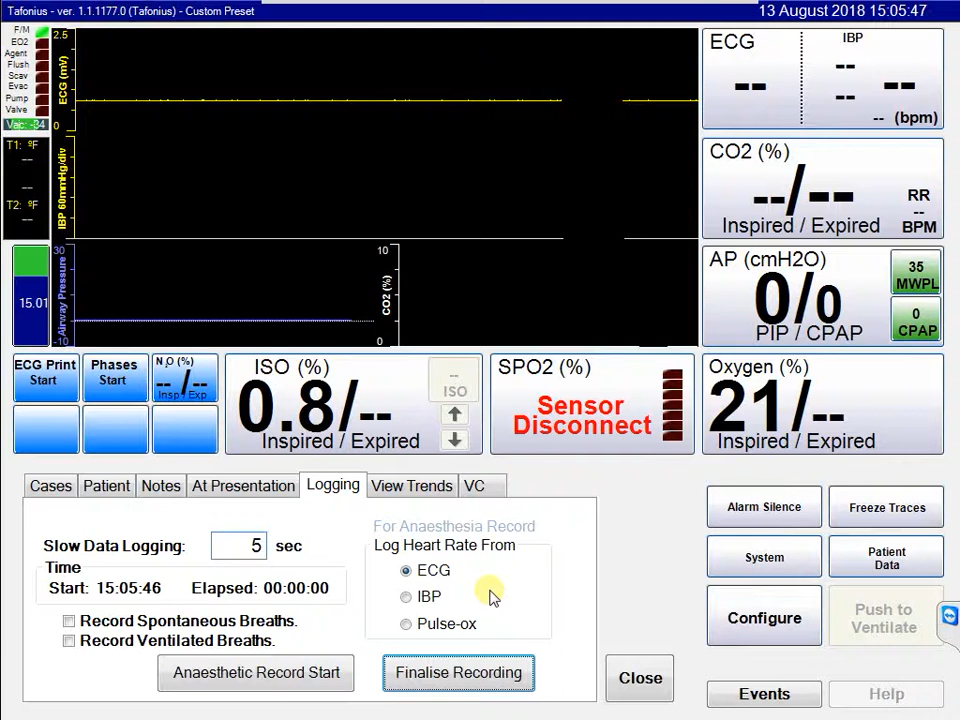 Tafonius - ver. 1.1.1177.0 (Tafonius) - Custom Preset
13 August 2018 15:05:47
F/M
EO2
Agent
Flush
Scav
Evac
Pump
Valve
Vac: -34
T1: ºF
--
--
T2: ºF
--
2.5
ECG (mV)
0
IBP 60mmHg/div
30
Airway Pressure
-10
15.01
10
CO2 (%)
0
ECG
--
IBP
--
--
--
-- (bpm)
CO2 (%)
--/--
Inspired / Expired
RR
--
BPM
AP (cmH2O)
0/0
PIP / CPAP
35
MWPL
0
CPAP
ECG Print
Start
Phases
Start
N2O (%)
-- /--
Insp / Exp
ISO (%)
0.8/--
Inspired / Expired
--
ISO
SPO2 (%)
Sensor
Disconnect
Oxygen (%)
21/--
Inspired / Expired
Cases
Patient
Notes
At Presentation
Logging
View Trends
VC
Slow Data Logging: 5 sec
Time
Start: 15:05:46 Elapsed: 00:00:00
Record Spontaneous Breaths.
Record Ventilated Breaths.
For Anaesthesia Record
Log Heart Rate From
ECG
IBP
Pulse-ox
Anaesthetic Record Start
Finalise Recording
Close
Alarm Silence
Freeze Traces
System
Patient
Data
Configure
Push to
Ventilate
Events
Help